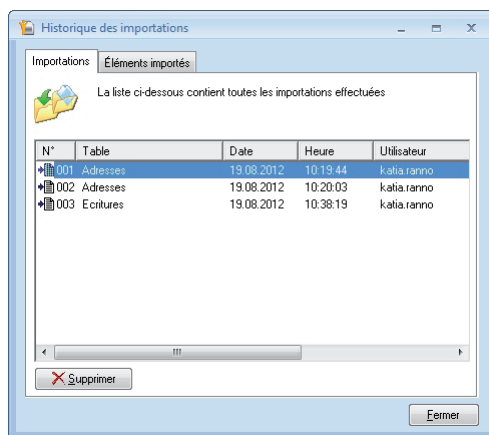 Historique des importations
Importations Éléments importés
La liste ci-dessous contient toutes les importations effectuées
N° Table Date Heure Utilisateur
001 Adresses 19.08.2012 10:19:44 katia.ranno
002 Adresses 19.08.2012 10:20:03 katia.ranno
003 Ecritures 19.08.2012 10:38:19 katia.ranno
Supprimer
Fermer